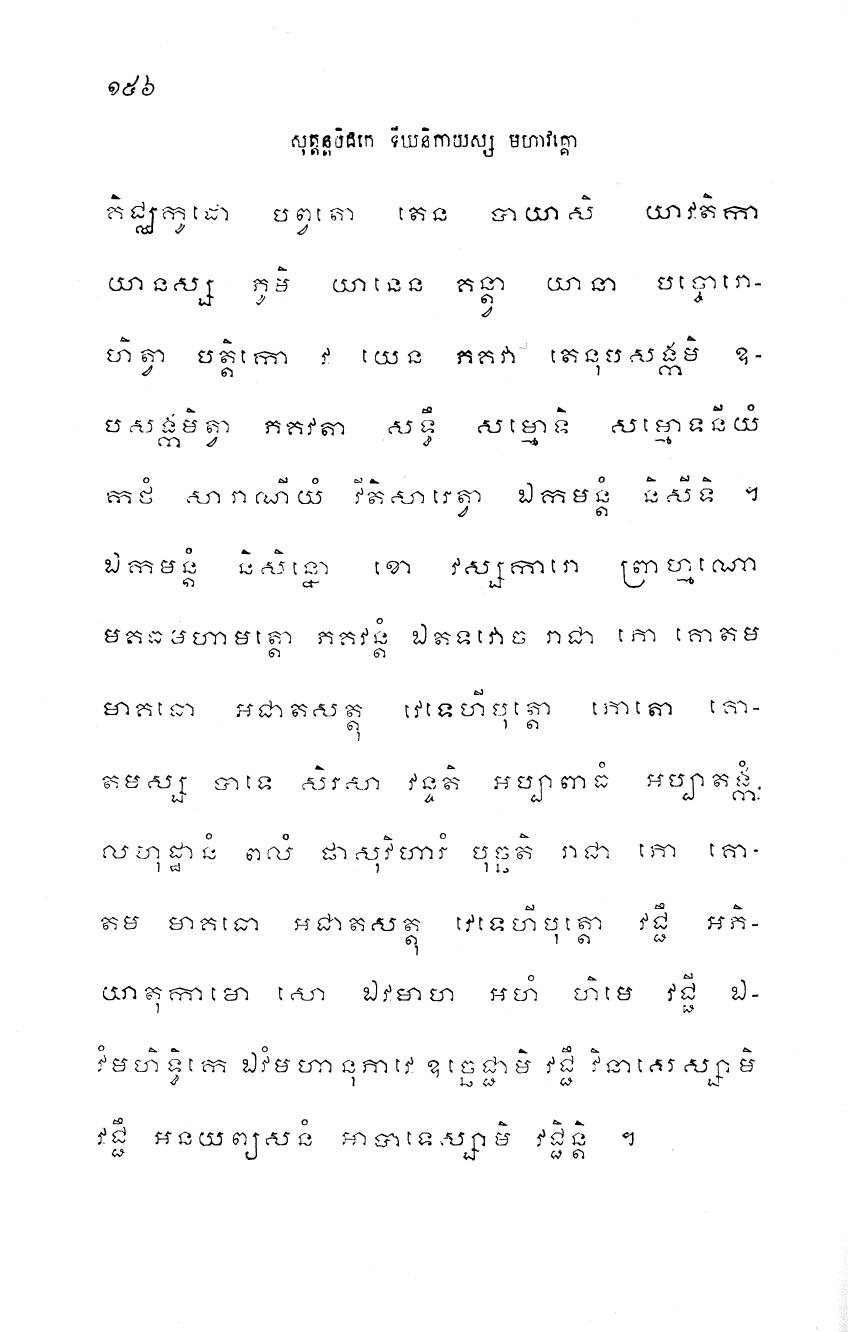 ១៥៦
សុត្តន្តបិដកេ ទីឃនិកាយស្ស មហាវគ្គោ
គិជ្ឈកូដោ បព្វតោ តេន បាយាសិ យាវតិកា
យានស្ស ភូមិ យានេន គន្ត្វា យានា បច្ចោរោ-
ហិត្វា បត្តិកោ វ យេន ភគវា តេនុបសង្កមិ ឧ-
បសង្កមិត្វា ភគវតា សទ្ធឹ សម្មោទិ សម្មោទនីយំ
កថំ សារាណីយំ វីតិសារេត្វា ឯកមន្តំ និសីទិ ។
ឯកមន្តំ និសិន្នោ ខោ វស្សការោ ព្រាហ្មណោ
មគធមហាមត្តោ ភគវន្តំ ឯតទវោច រាជា ភោ គោតម
មាគធោ អជាតសត្តុ វេទេហីបុត្តោ ភោតោ គោ-
តមស្ស បាទេ សិរសា វន្ទតិ អប្បាពាធំ អប្បាតង្កំ
លហុដ្ឋានំ ពលំ ផាសុវិហារំ បុច្ឆតិ រាជា ភោ គោ-
តម មាគធោ អជាតសត្តុ វេទេហីបុត្តោ វជ្ជឹ អភិ-
យាតុកាមោ សោ ឯវមាហ អហំ ហិមេ វជ្ជី ឯ-
វំមហិទ្ធិកេ ឯវំមហានុភាវេ ឧច្ឆេជ្ជាមិ វជ្ជឹ វិនាសេស្សាមិ
វជ្ជឹ អនយព្យសនំ អាបាទេស្សាមិ វជ្ជិន្តិ ។